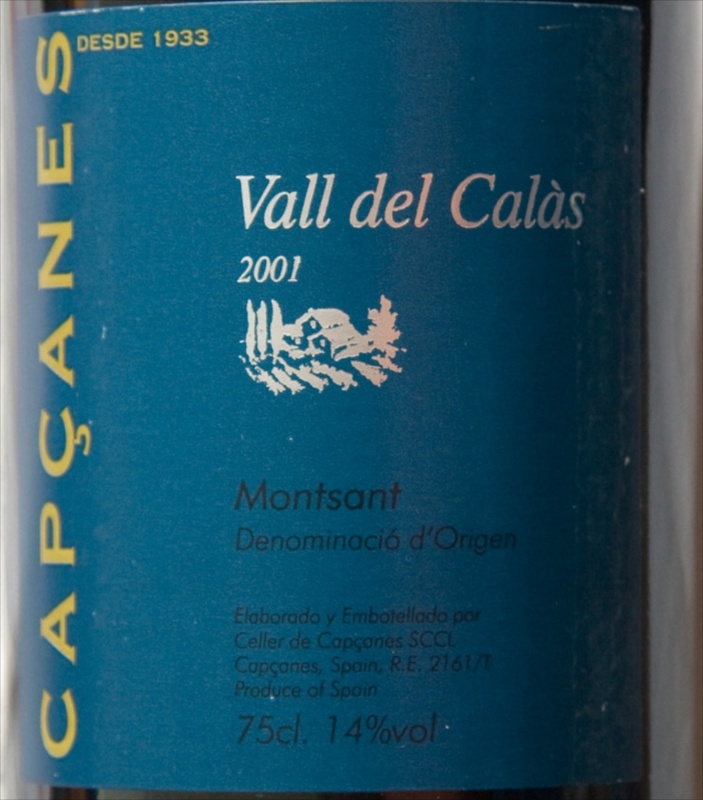 CAPÇANES
DESDE 1933
Vall del Calàs
2001
Montsant
Denominació d'Origen
Elaborado y Embotellado por
Celler de Capçanes SCCL
Capçanes, Spain, R.E. 2161/T
Produce of Spain
75cl. 14%vol